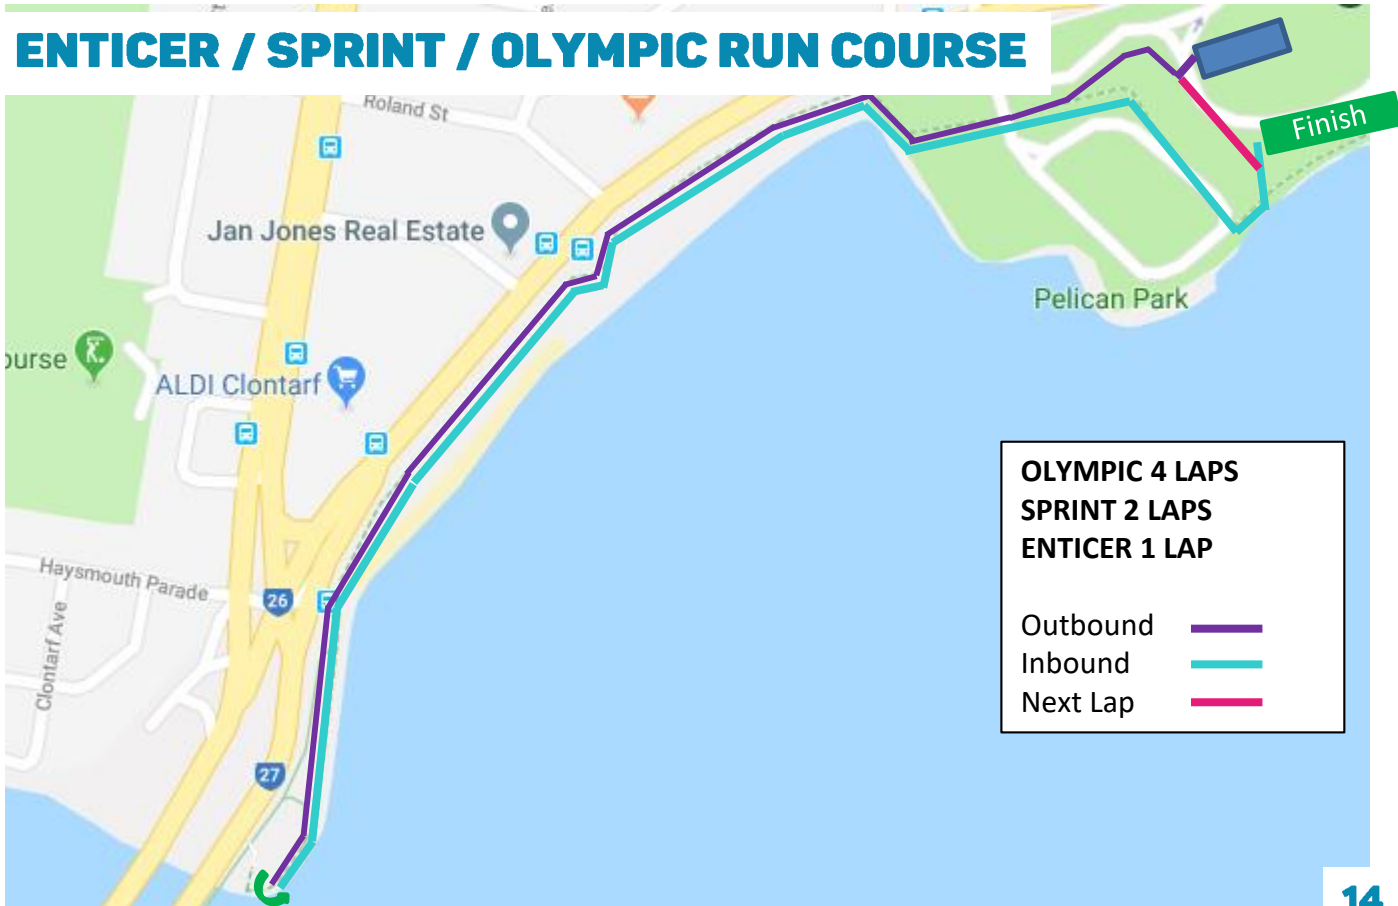 ENTICER / SPRINT / OLYMPIC RUN COURSE
Roland St
Finish
Jan Jones Real Estate
Pelican Park
ourse
ALDI Clontarf
OLYMPIC 4 LAPS
SPRINT 2 LAPS
ENTICER 1 LAP
Haysmouth Parade
26
Clontarf Ave
Outbound
Inbound
Next Lap
27
14